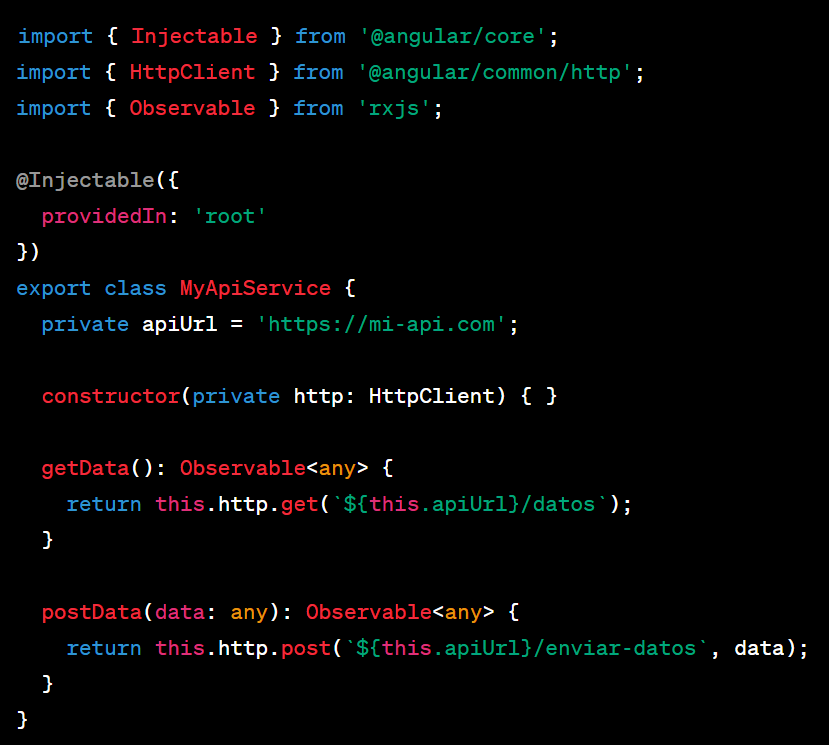 import { Injectable } from '@angular/core';
import { HttpClient } from '@angular/common/http';
import { Observable } from 'rxjs';

@Injectable({
  providedIn: 'root'
})
export class MyApiService {
  private apiUrl = 'https://mi-api.com';

  constructor(private http: HttpClient) { }

  getData(): Observable<any> {
    return this.http.get(`${this.apiUrl}/datos`);
  }

  postData(data: any): Observable<any> {
    return this.http.post(`${this.apiUrl}/enviar-datos`, data);
  }
}